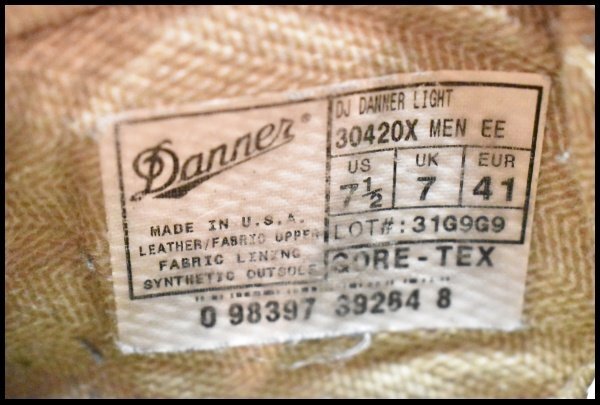 Danner®
MADE IN U.S.A.
LEATHER/FABRIC UPPER
FABRIC LINING
SYNTHETIC OUTSOLE
DJ DANNER LIGHT
30420X MEN EE
US UK EUR
7½ 7 41
LOT#:31G9G9
GORE-TEX
0 98397 39264 8